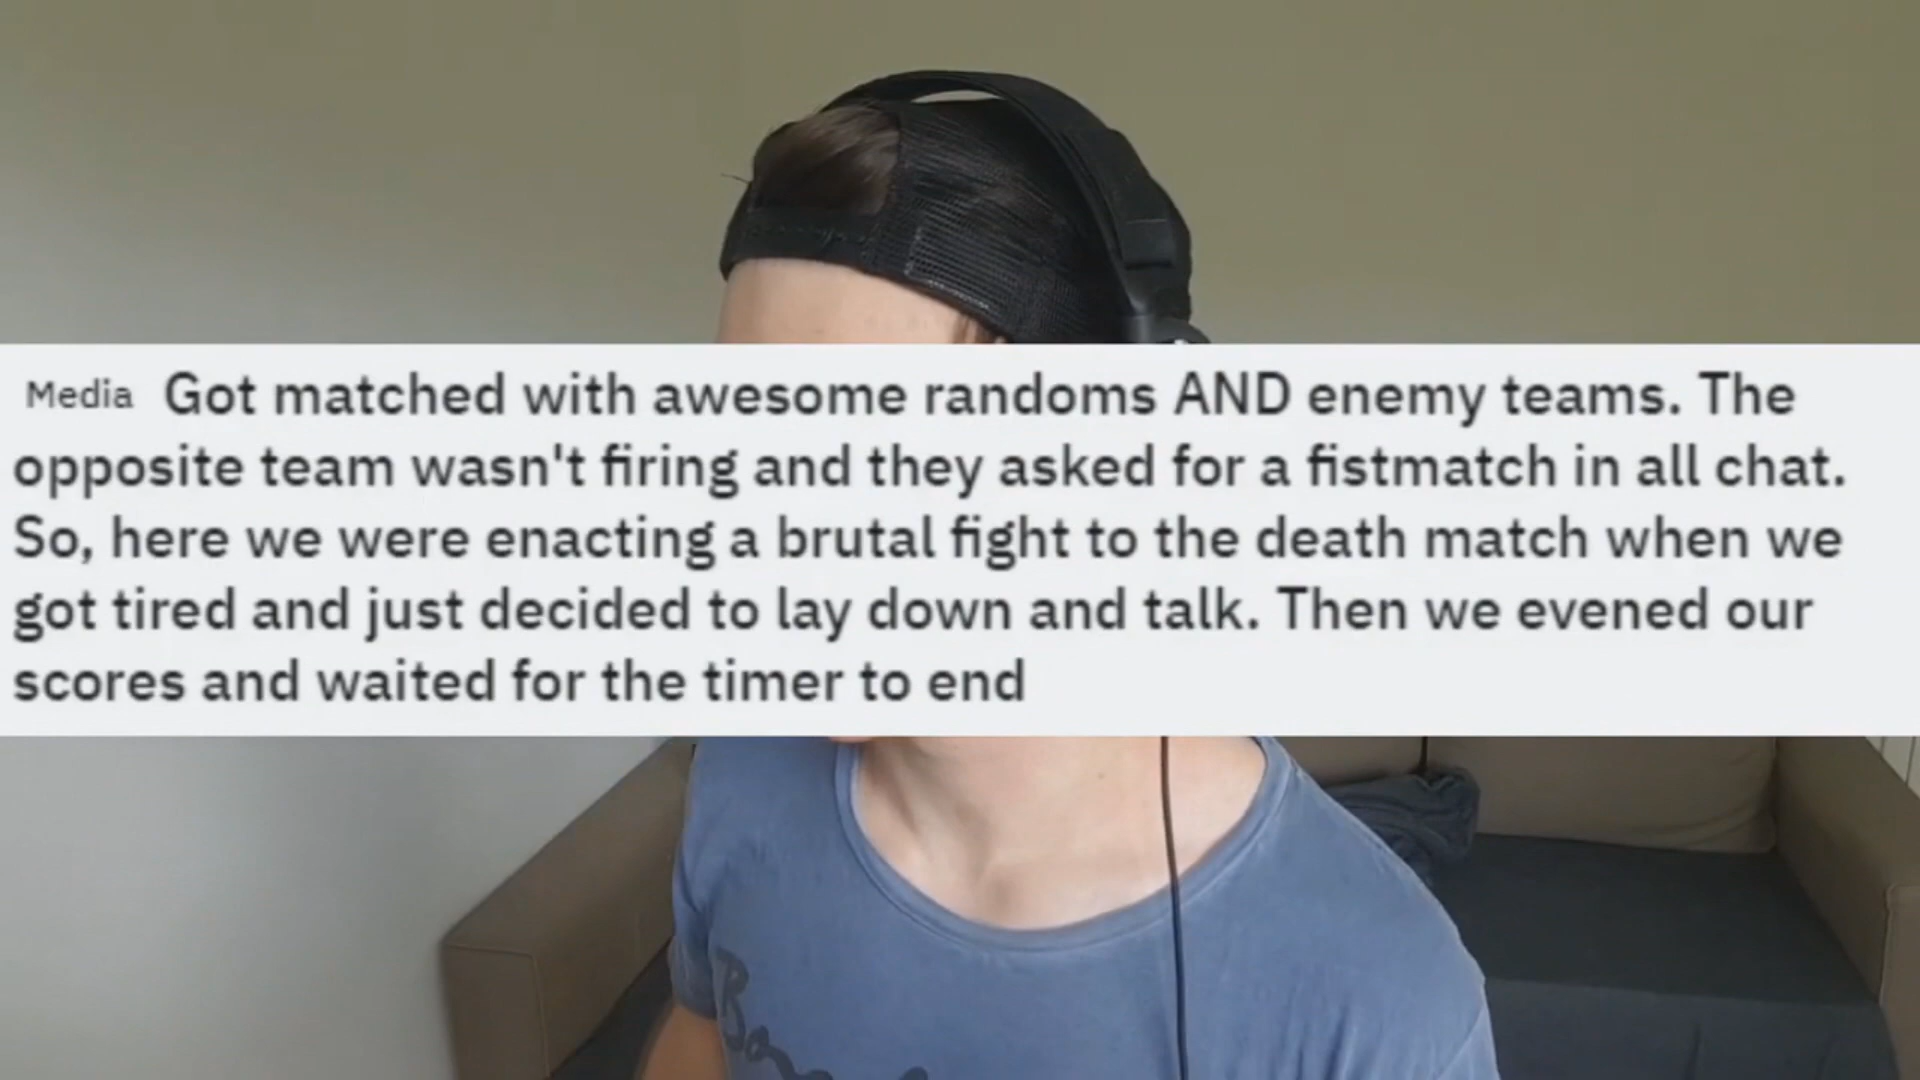 Media Got matched with awesome randoms AND enemy teams. The
opposite team wasn't firing and they asked for a fistmatch in all chat.
So, here we were enacting a brutal fight to the death match when we
got tired and just decided to lay down and talk. Then we evened our
scores and waited for the timer to end